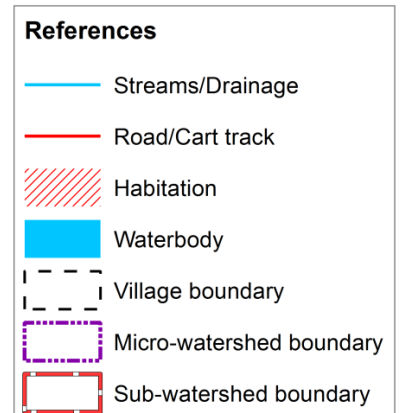 References
Streams/Drainage
Road/Cart track
Habitation
Waterbody
Village boundary
Micro-watershed boundary
Sub-watershed boundary